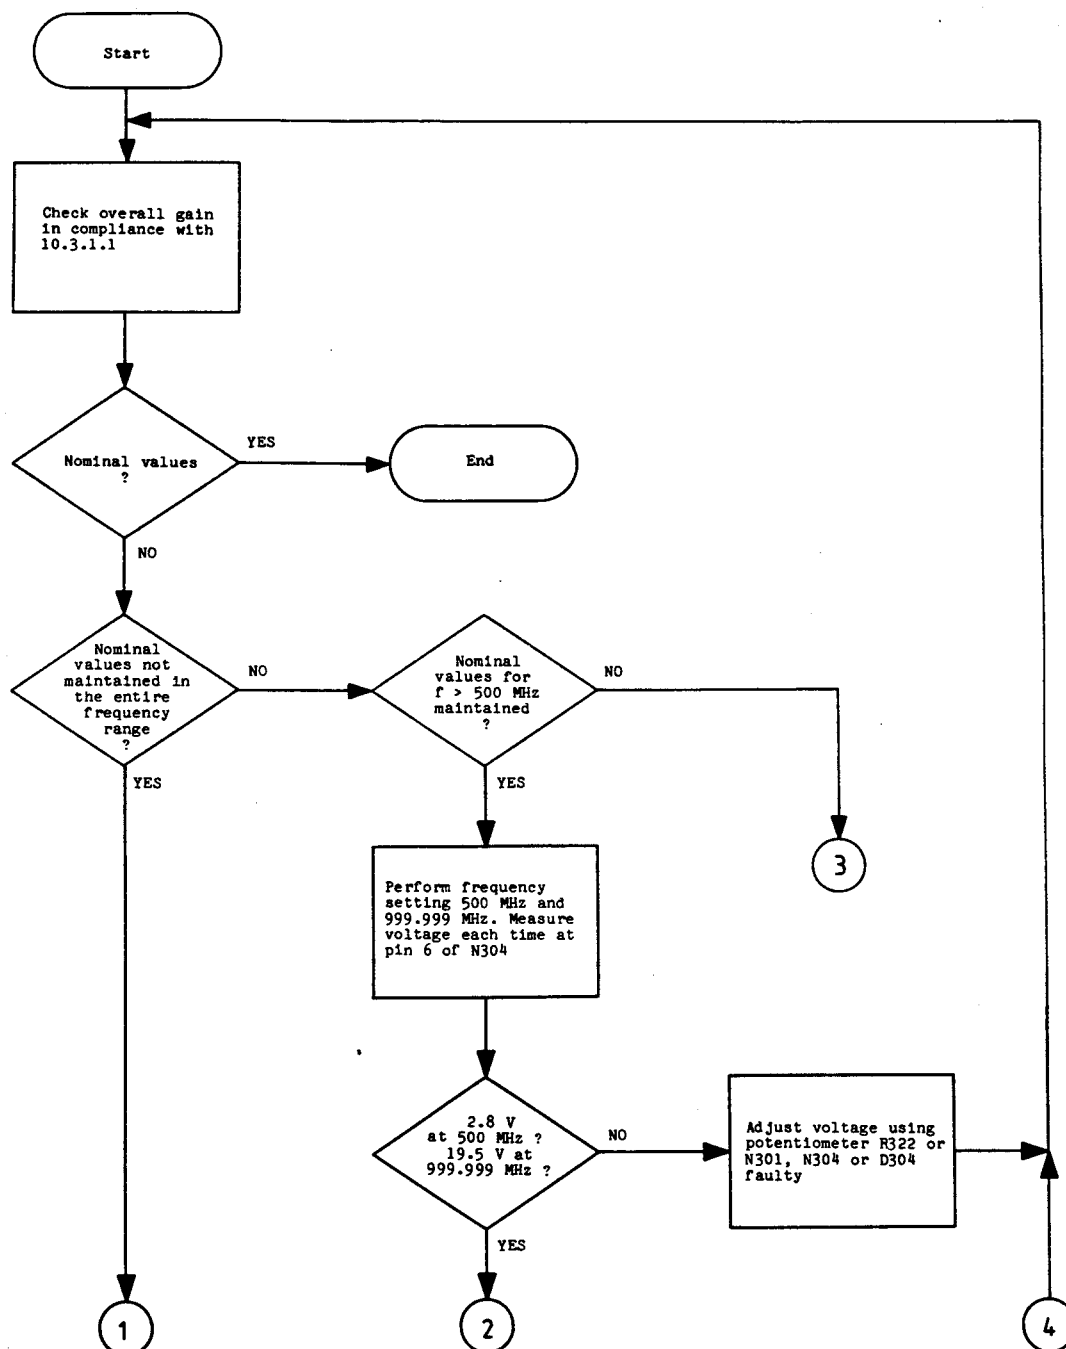 Start
Check overall gain
in compliance with
10.3.1.1
Nominal values
?
YES
End
NO
Nominal
values not
maintained in
the entire
frequency
range
?
NO
Nominal
values for
f > 500 MHz
maintained
?
NO
YES
YES
3
Perform frequency
setting 500 MHz and
999.999 MHz. Measure
voltage each time at
pin 6 of N304
2.8 V
at 500 MHz ?
19.5 V at
999.999 MHz ?
NO
Adjust voltage using
potentiometer R322 or
N301, N304 or D304
faulty
YES
1
2
4